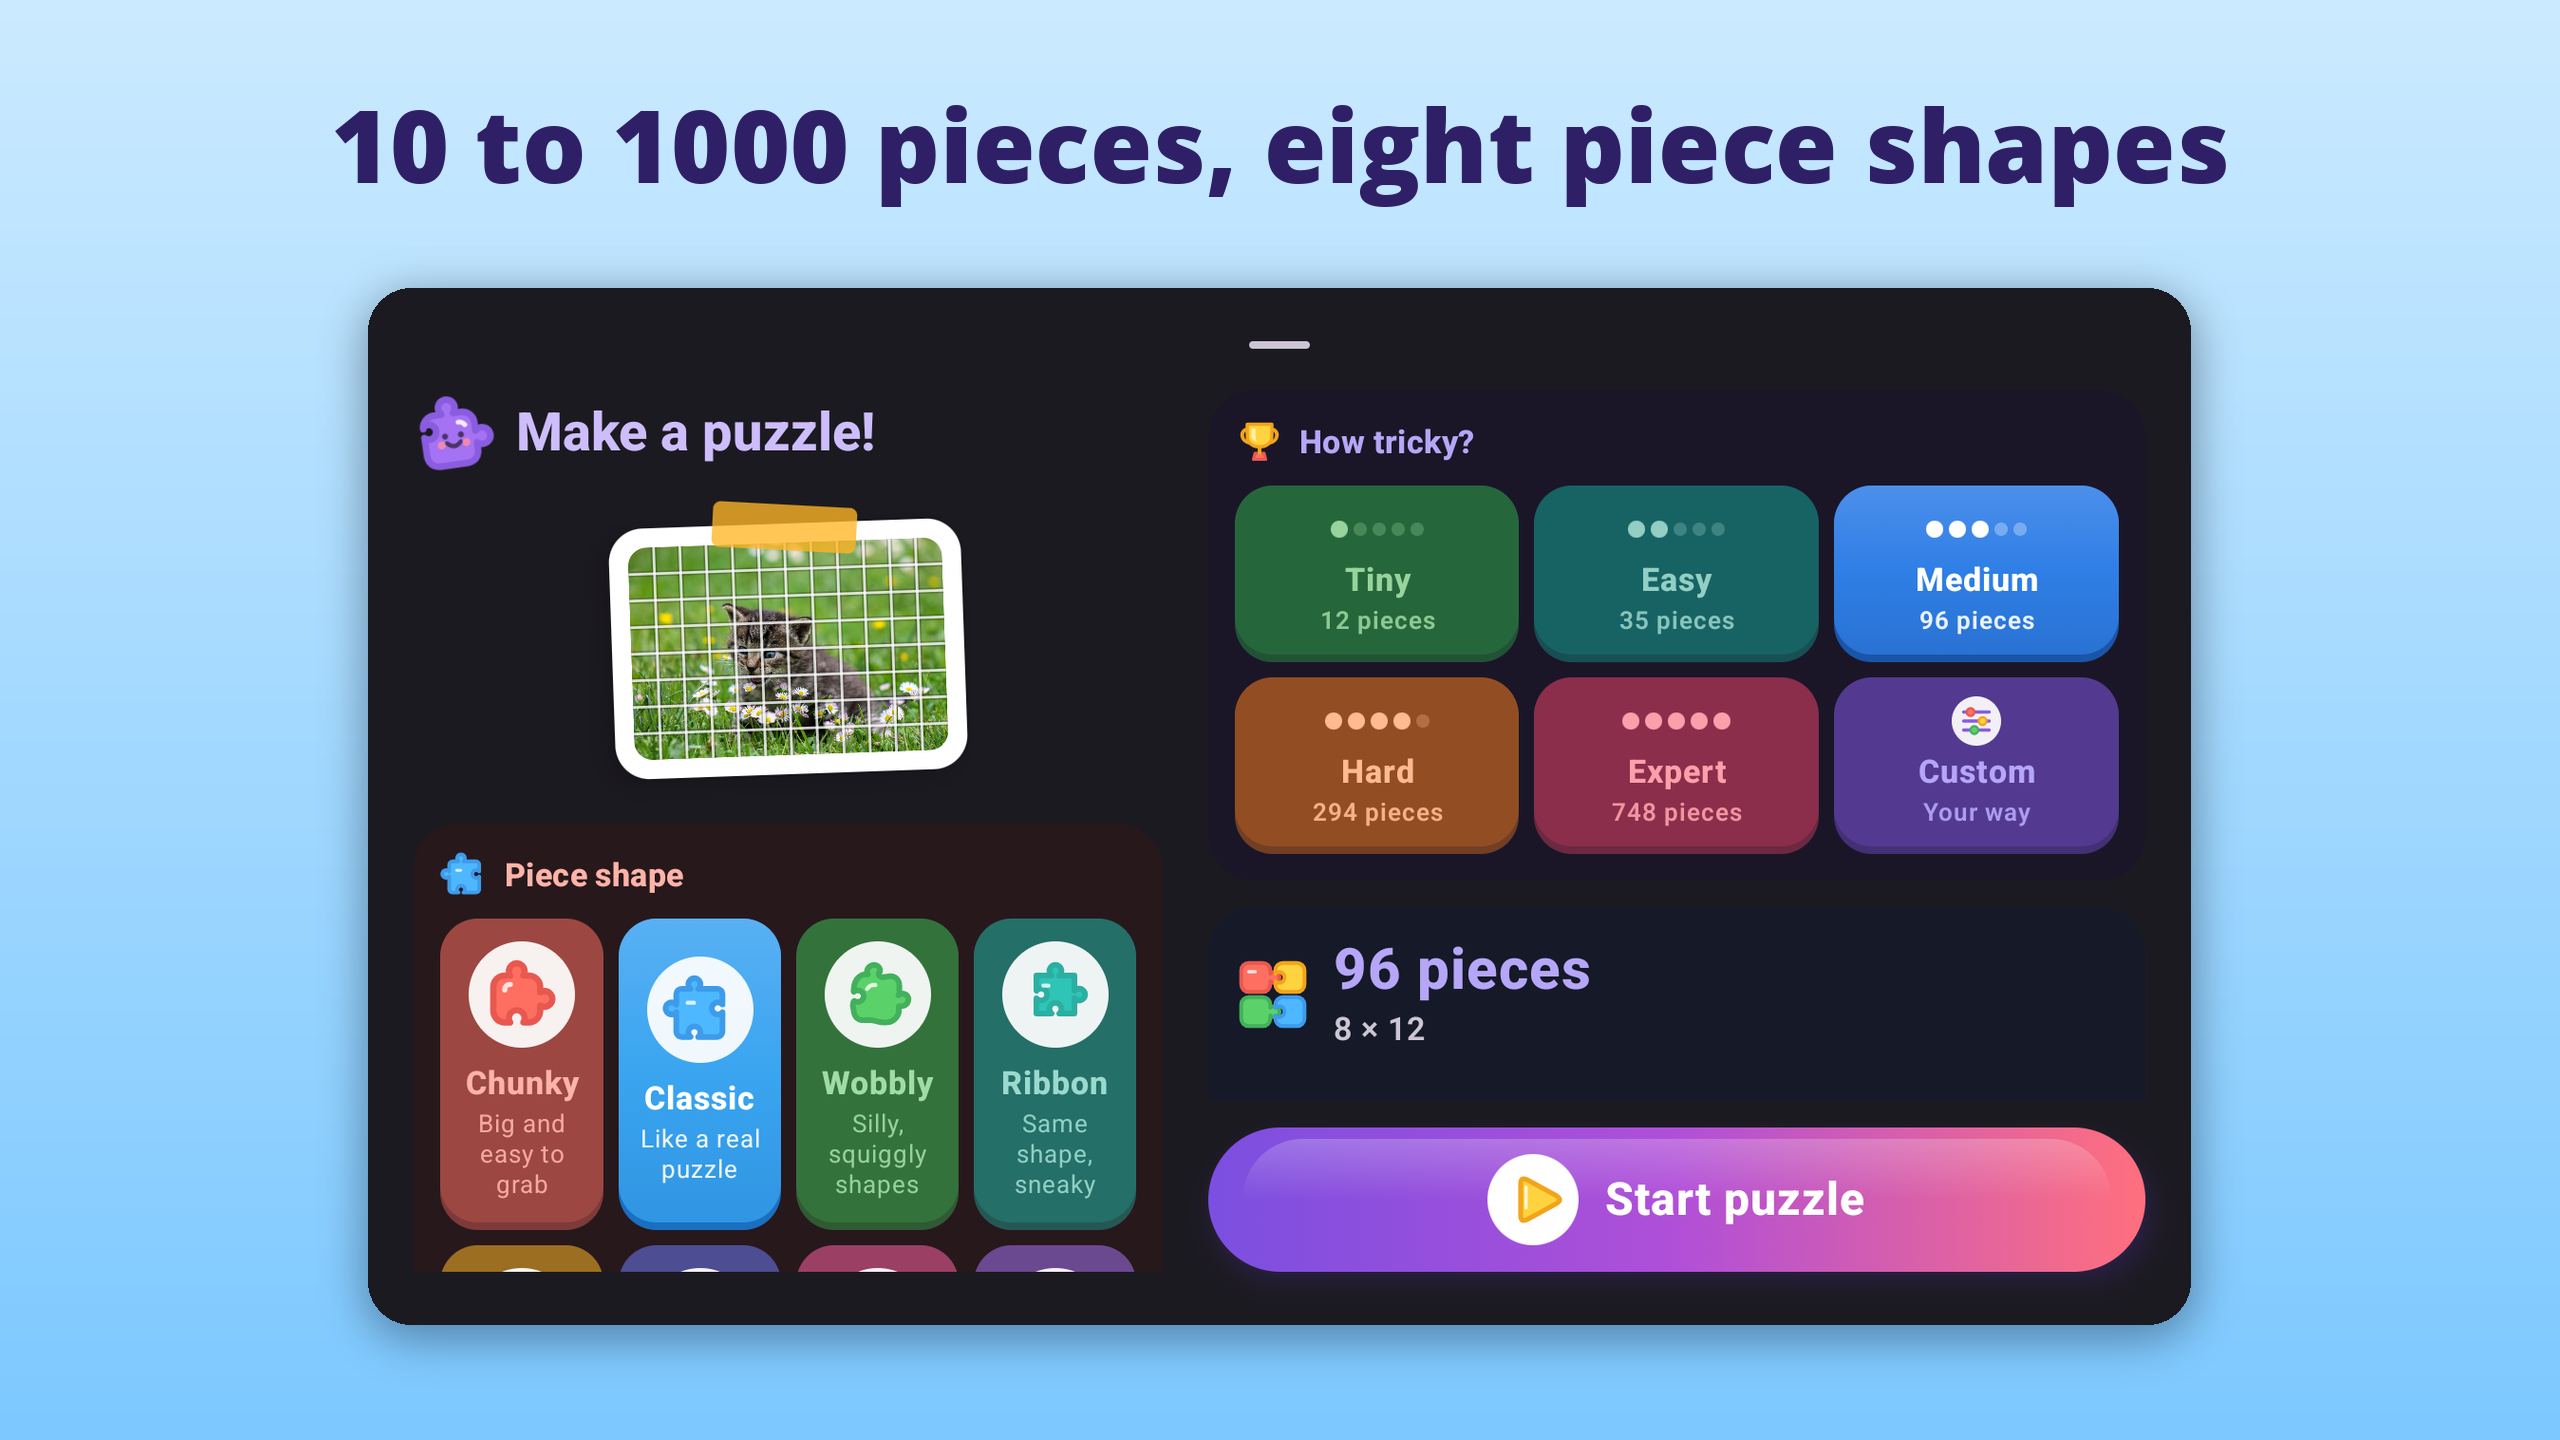 10 to 1000 pieces, eight piece shapes
Make a puzzle!
Piece shape
Chunky
Big and
easy to
grab
Classic
Like a real
puzzle
Wobbly
Silly,
squiggly
shapes
Ribbon
Same
shape,
sneaky
How tricky?
Tiny
12 pieces
Easy
35 pieces
Medium
96 pieces
Hard
294 pieces
Expert
748 pieces
Custom
Your way
96 pieces
8 × 12
Start puzzle